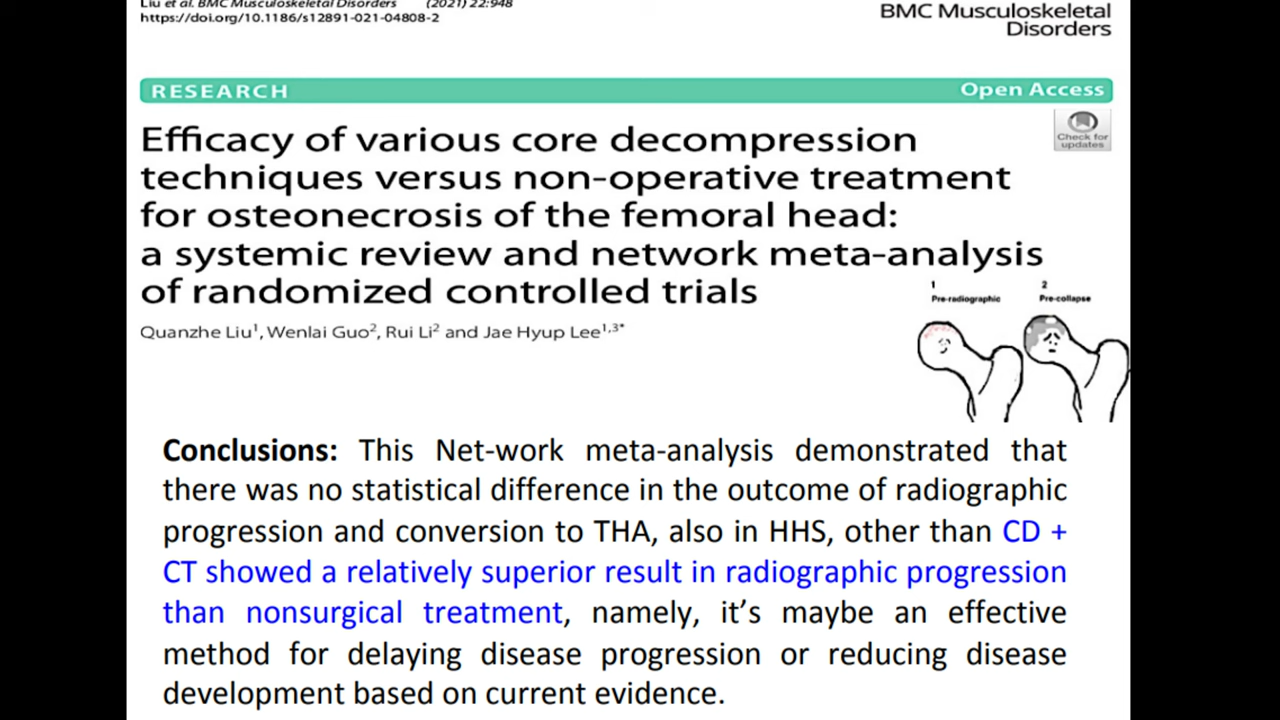 Liu et al. BMC Musculoskeletal Disorders (2021) 22:948
https://doi.org/10.1186/s12891-021-04808-2
BMC Musculoskeletal
Disorders
RESEARCH
Open Access
Efficacy of various core decompression
techniques versus non-operative treatment
for osteonecrosis of the femoral head:
a systemic review and network meta-analysis
of randomized controlled trials
Check for
updates
Quanzhe Liu1, Wenlai Guo2, Rui Li2 and Jae Hyup Lee1,3*
1
Pre-radiographic
2
Pre-collapse
Conclusions: This Net-work meta-analysis demonstrated that
there was no statistical difference in the outcome of radiographic
progression and conversion to THA, also in HHS, other than CD +
CT showed a relatively superior result in radiographic progression
than nonsurgical treatment, namely, it's maybe an effective
method for delaying disease progression or reducing disease
development based on current evidence.